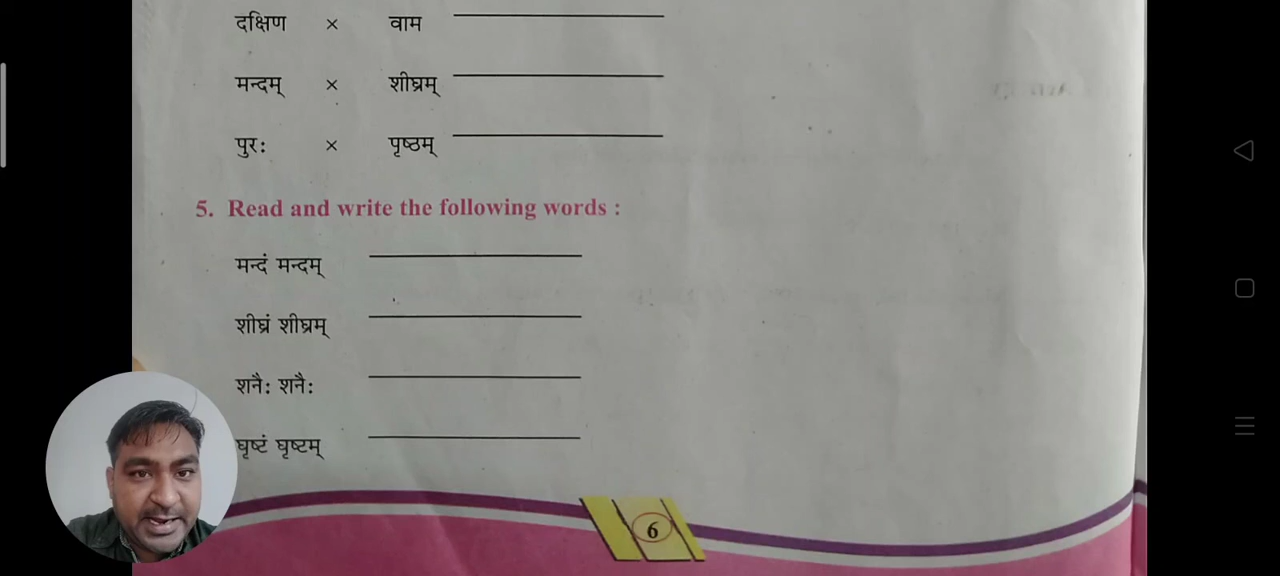 दक्षिण × वाम
मन्दम् × शीघ्रम्
पुरः × पृष्ठम्
5. Read and write the following words :
मन्दं मन्दम्
शीघ्रं शीघ्रम्
शनैः शनैः
घृष्टं घृष्टम्
6